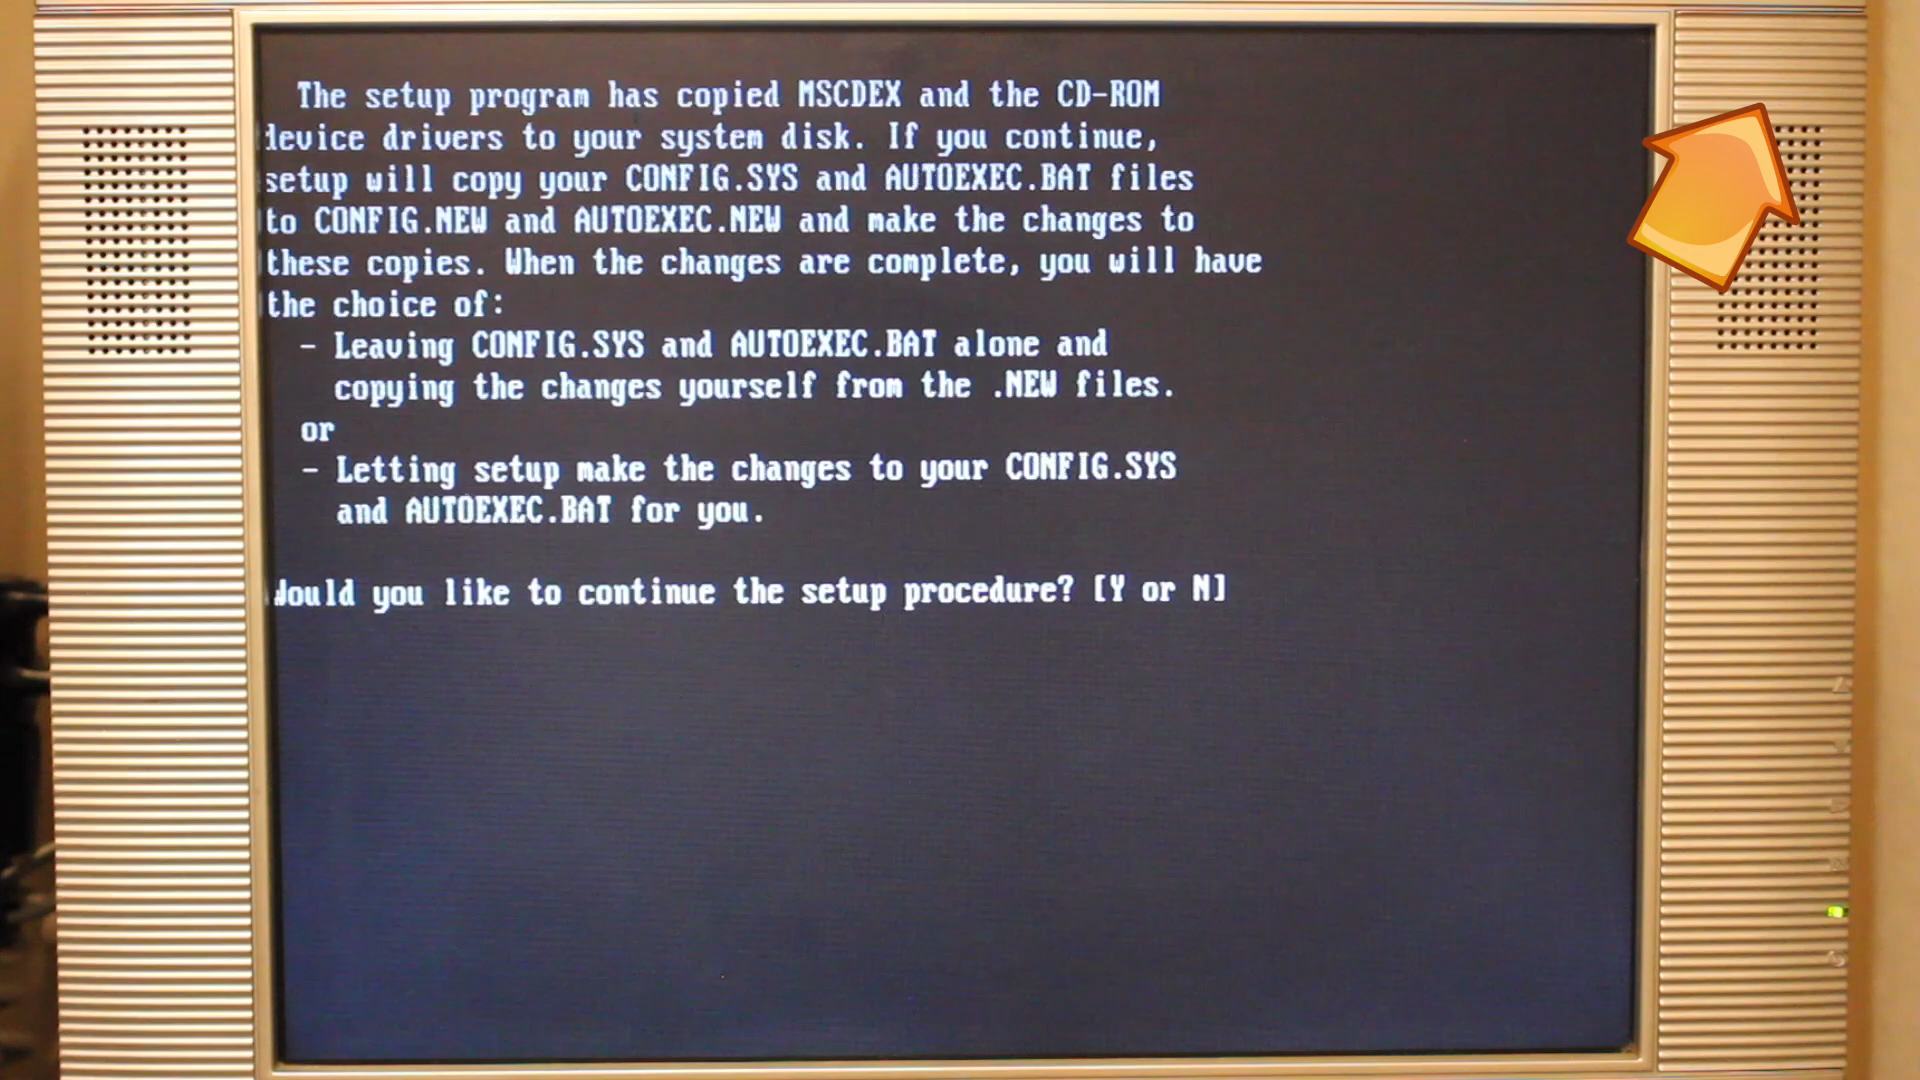 The setup program has copied MSCDEX and the CD-ROM
device drivers to your system disk. If you continue,
setup will copy your CONFIG.SYS and AUTOEXEC.BAT files
to CONFIG.NEW and AUTOEXEC.NEW and make the changes to
these copies. When the changes are complete, you will have
the choice of:
- Leaving CONFIG.SYS and AUTOEXEC.BAT alone and
copying the changes yourself from the .NEW files.
or
- Letting setup make the changes to your CONFIG.SYS
and AUTOEXEC.BAT for you.
Would you like to continue the setup procedure? [Y or N]